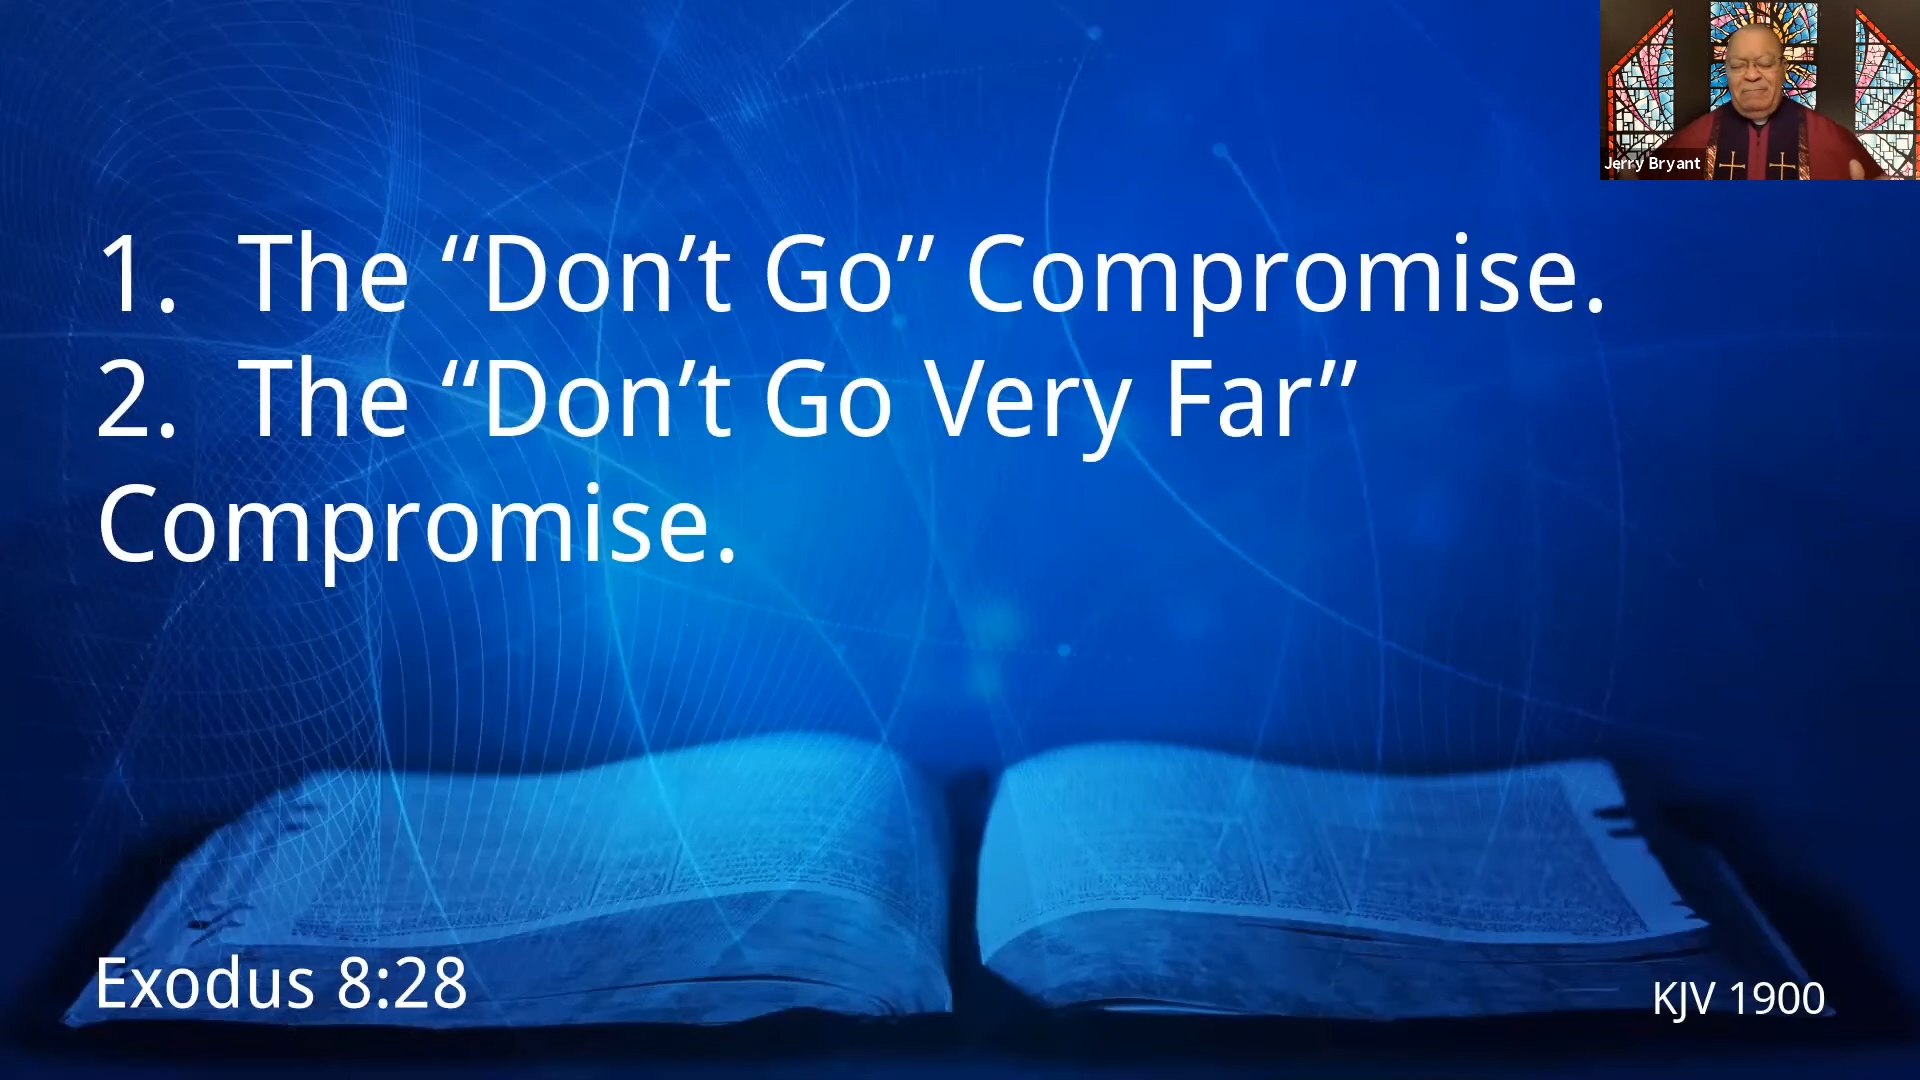 Jerry Bryant
1. The “Don’t Go” Compromise.
2. The “Don’t Go Very Far”
Compromise.
Exodus 8:28
KJV 1900